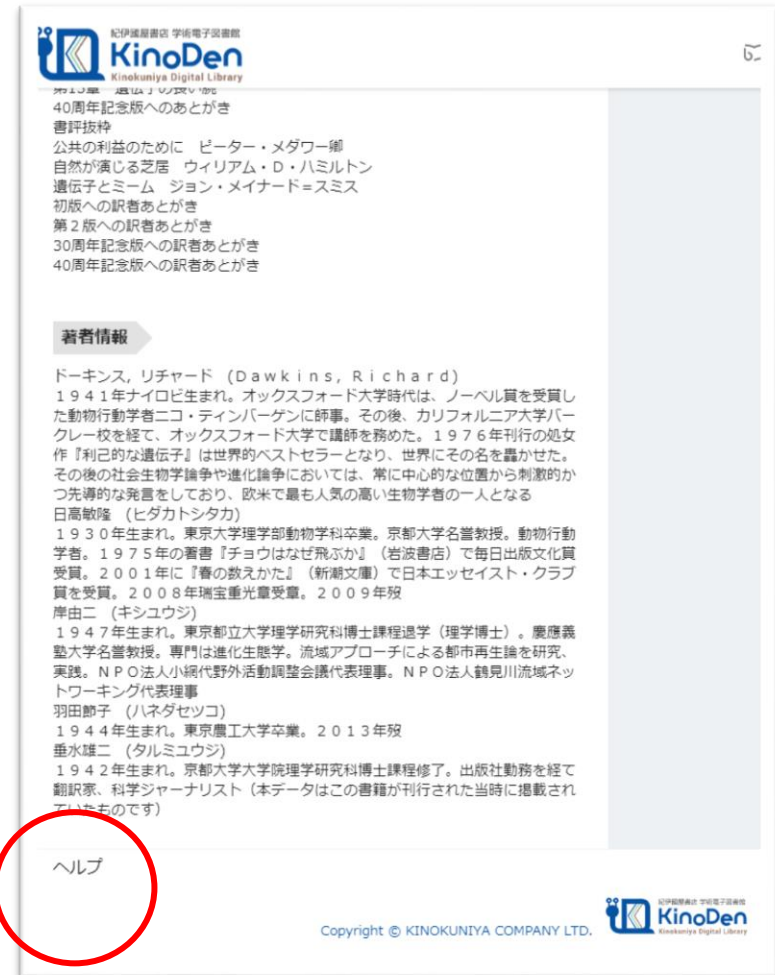 紀伊國屋書店 学術電子図書館
KinoDen
Kinokuniya Digital Library
第13章 遺伝子の長い腕
40周年記念版へのあとがき
書評抜粋
公共の利益のために ピーター・メダワー卿
自然が演じる芝居 ウィリアム・D・ハミルトン
遺伝子とミーム ジョン・メイナード=スミス
初版への訳者あとがき
第2版への訳者あとがき
30周年記念版への訳者あとがき
40周年記念版への訳者あとがき
著者情報
ドーキンス, リチャード (Dawkins, Richard)
1941年ナイロビ生まれ。オックスフォード大学時代は、ノーベル賞を受賞し
た動物行動学者ニコ・ティンバーゲンに師事。その後、カリフォルニア大学バー
クレー校を経て、オックスフォード大学で講師を務めた。1976年刊行の処女
作『利己的な遺伝子』は世界的ベストセラーとなり、世界にその名を轟かせた。
その後の社会生物学論争や進化論争においては、常に中心的な位置から刺激的か
つ先導的な発言をしており、欧米で最も人気の高い生物学者の一人となる
日高敏隆 (ヒダカトシタカ)
1930年生まれ。東京大学理学部動物学科卒業。京都大学名誉教授。動物行動
学者。1975年の著書『チョウはなぜ飛ぶか』(岩波書店)で毎日出版文化賞
受賞。2001年に『春の数えかた』(新潮文庫)で日本エッセイスト・クラブ
賞を受賞。2008年瑞宝重光章受章。2009年歿
岸由二 (キシユウジ)
1947年生まれ。東京都立大学理学研究科博士課程退学(理学博士)。慶應義
塾大学名誉教授。専門は進化生態学。流域アプローチによる都市再生論を研究、
実践。NPO法人小網代野外活動調整会議代表理事。NPO法人鶴見川流域ネッ
トワーキング代表理事
羽田節子 (ハネダセツコ)
1944年生まれ。東京農工大学卒業。2013年歿
垂水雄二 (タルミユウジ)
1942年生まれ。京都大学大学院理学研究科博士課程修了。出版社勤務を経て
翻訳家、科学ジャーナリスト(本データはこの書籍が刊行された当時に掲載され
ていたものです)
ヘルプ
Copyright © KINOKUNIYA COMPANY LTD.
紀伊國屋書店 学術電子図書館
KinoDen
Kinokuniya Digital Library